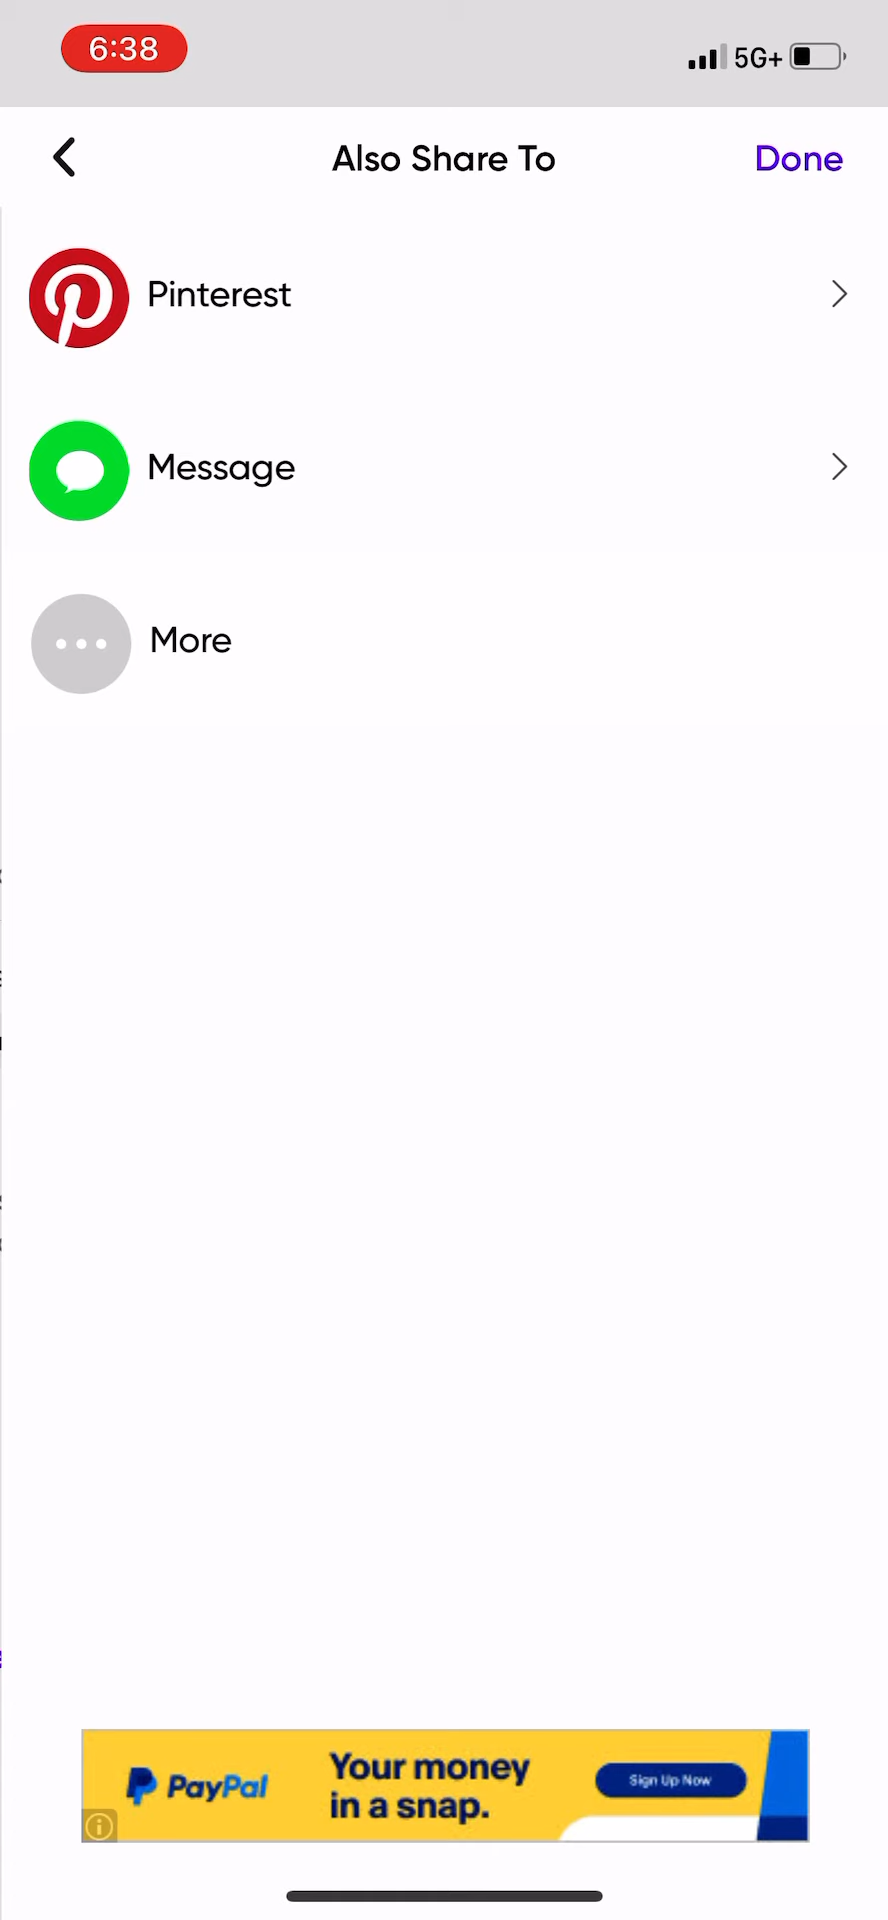 6:38
5G+
Also Share To
Done
Pinterest
Message
More
PayPal
Your money
in a snap.
Sign Up Now